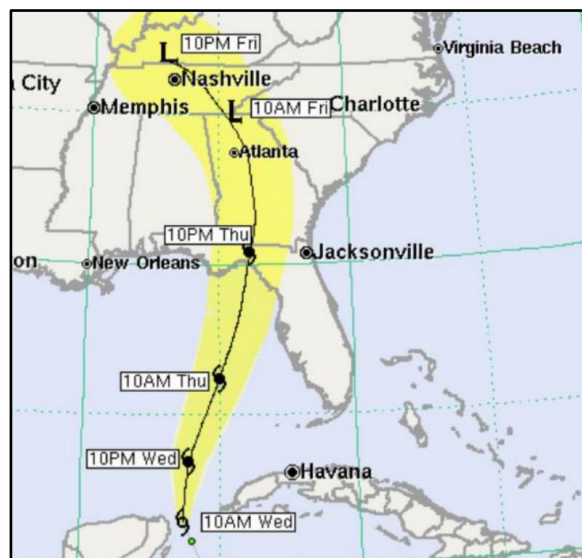 L 10PM Fri
Virginia Beach
a City
Nashville
L 10AM Fri
Memphis
Charlotte
Atlanta
10PM Thu
Jacksonville
on
New Orleans
10AM Thu
10PM Wed
Havana
10AM Wed